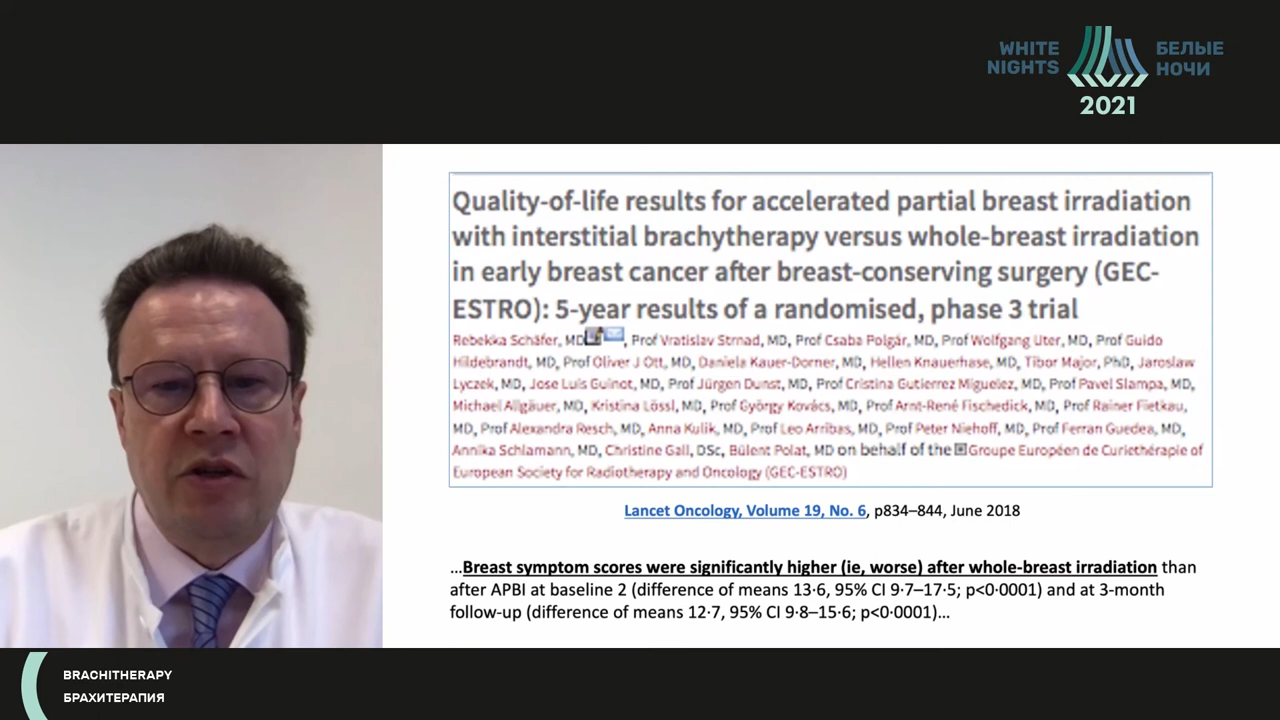 WHITE
NIGHTS
БЕЛЫЕ
НОЧИ
2021
Quality-of-life results for accelerated partial breast irradiation
with interstitial brachytherapy versus whole-breast irradiation
in early breast cancer after breast-conserving surgery (GEC-
ESTRO): 5-year results of a randomised, phase 3 trial
Rebekka Schäfer, MD, Prof Vratislav Strnad, MD, Prof Csaba Polgár, MD, Prof Wolfgang Uter, MD, Prof Guido
Hildebrandt, MD, Prof Oliver J Ott, MD, Daniela Kauer-Dorner, MD, Hellen Knauerhase, MD, Tibor Major, PhD, Jaroslaw
Lyczek, MD, Jose Luis Guinot, MD, Prof Jürgen Dunst, MD, Prof Cristina Gutierrez Miguelez, MD, Prof Pavel Slampa, MD,
Michael Allgäuer, MD, Kristina Lössl, MD, Prof György Kovács, MD, Prof Arnt-René Fischedick, MD, Prof Rainer Fietkau,
MD, Prof Alexandra Resch, MD, Anna Kulik, MD, Prof Leo Arribas, MD, Prof Peter Niehoff, MD, Prof Ferran Guedea, MD,
Annika Schlamann, MD, Christine Gall, DSc, Bülent Polat, MD on behalf of the Groupe Européen de Curiethérapie of
European Society for Radiotherapy and Oncology (GEC-ESTRO)
Lancet Oncology, Volume 19, No. 6, p834–844, June 2018
...Breast symptom scores were significantly higher (ie, worse) after whole-breast irradiation than
after APBI at baseline 2 (difference of means 13·6, 95% CI 9·7–17·5; p<0·0001) and at 3-month
follow-up (difference of means 12·7, 95% CI 9·8–15·6; p<0·0001)...
BRACHITHERAPY
БРАХИТЕРАПИЯ